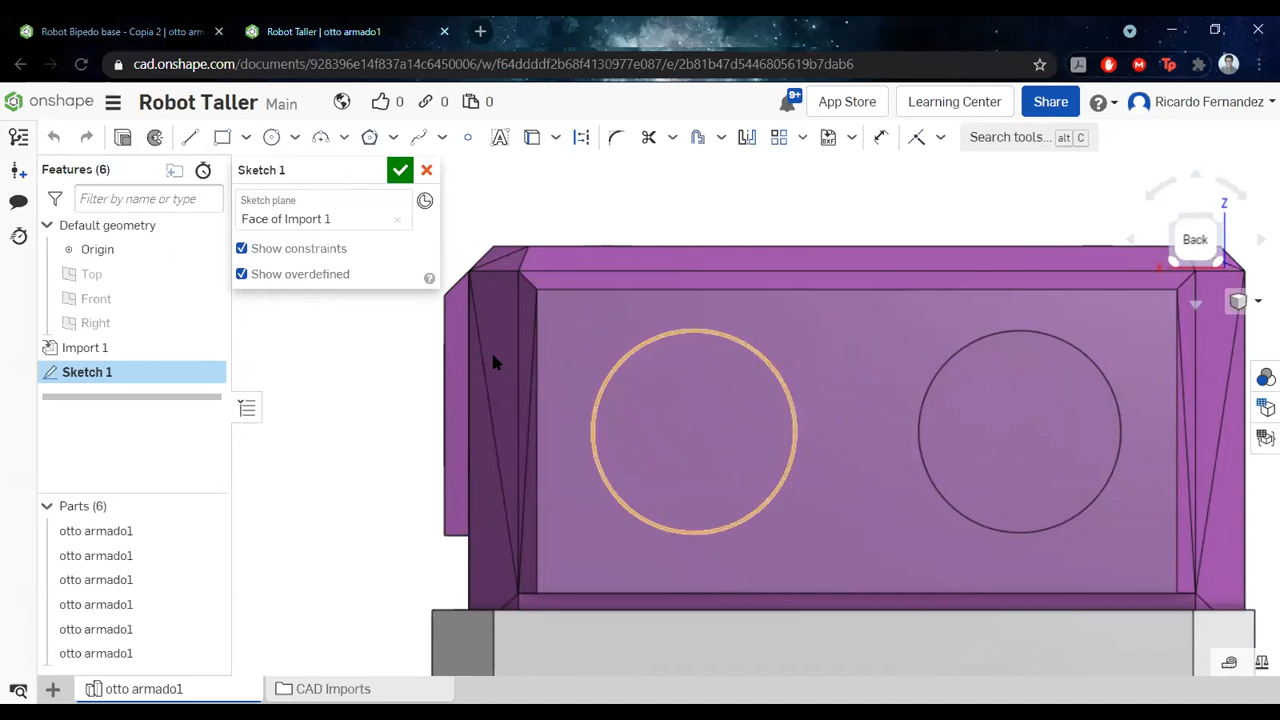 Robot Bipedo base - Copia 2 | otto arm
Robot Taller | otto armado1
cad.onshape.com/documents/928396e14f837a14c6450006/w/f64ddddf2b68f4130977e087/e/2b81b47d5446805619b7dab6
onshape
Robot Taller Main
0
0
0
9+
App Store
Learning Center
Share
Ricardo Fernandez
Search tools...
alt C
Features (6)
Filter by name or type
Default geometry
Origin
Top
Front
Right
Import 1
Sketch 1
Sketch 1
Sketch plane
Face of Import 1
Show constraints
Show overdefined
Z
Back
X
Parts (6)
otto armado1
otto armado1
otto armado1
otto armado1
otto armado1
otto armado1
otto armado1
CAD Imports